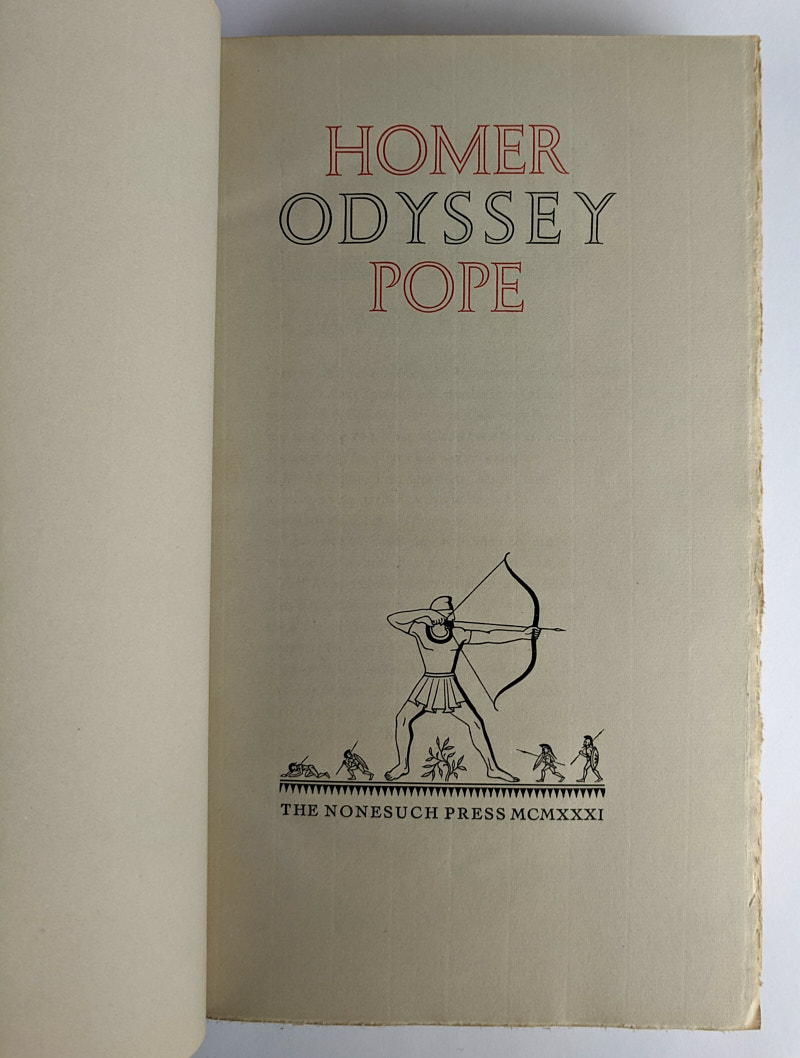 HOMER
ODYSSEY
POPE
THE NONESUCH PRESS MCMXXXI